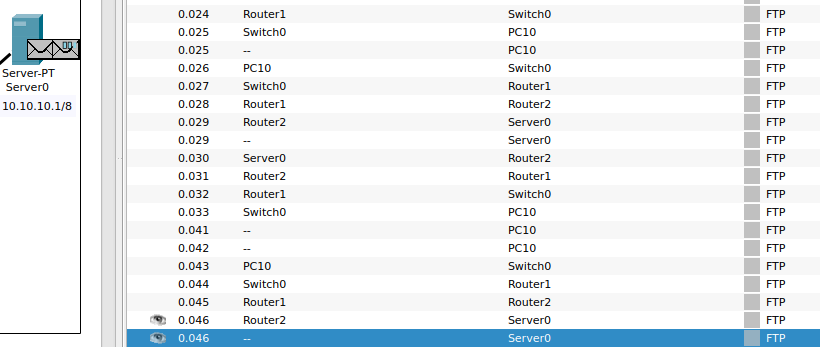 Server-PT
Server0
10.10.10.1/8
0.024 Router1 Switch0 FTP
0.025 Switch0 PC10 FTP
0.025 -- PC10 FTP
0.026 PC10 Switch0 FTP
0.027 Switch0 Router1 FTP
0.028 Router1 Router2 FTP
0.029 Router2 Server0 FTP
0.029 -- Server0 FTP
0.030 Server0 Router2 FTP
0.031 Router2 Router1 FTP
0.032 Router1 Switch0 FTP
0.033 Switch0 PC10 FTP
0.041 -- PC10 FTP
0.042 -- PC10 FTP
0.043 PC10 Switch0 FTP
0.044 Switch0 Router1 FTP
0.045 Router1 Router2 FTP
0.046 Router2 Server0 FTP
0.046 -- Server0 FTP